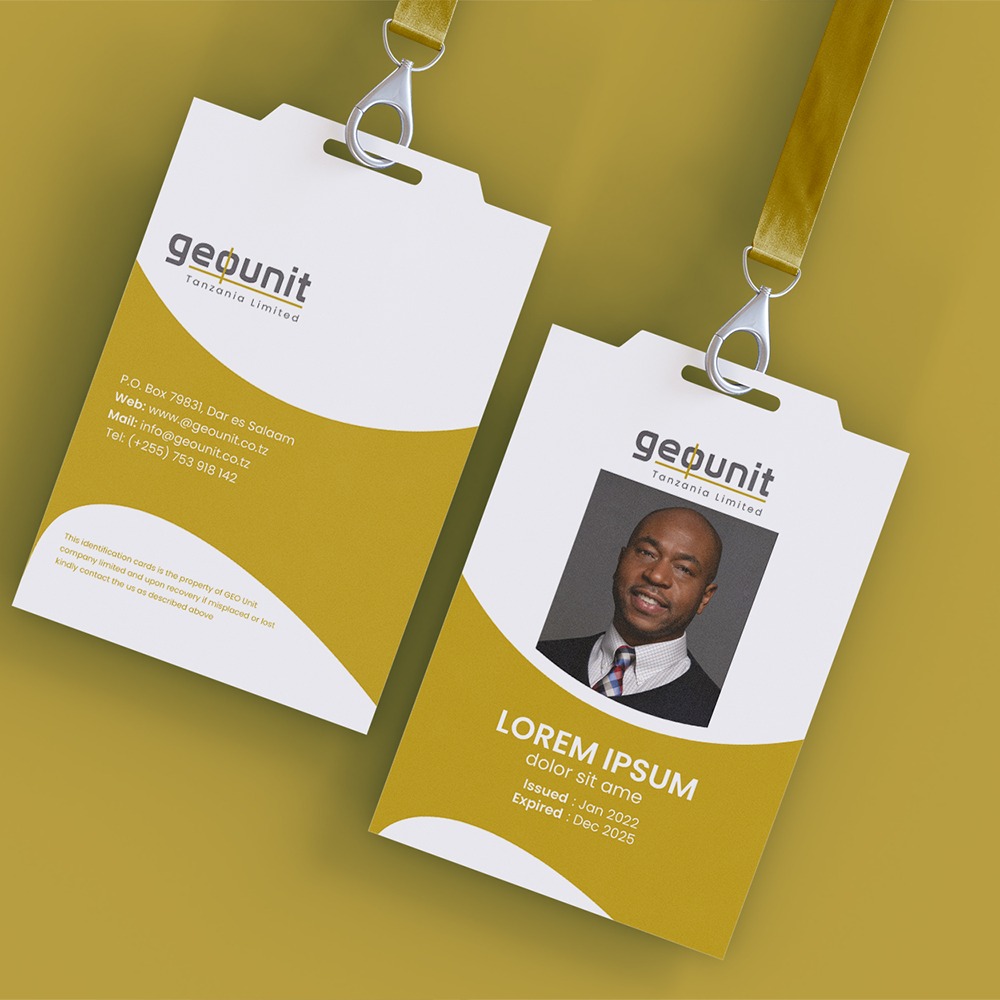 geounit
Tanzania Limited
P.O. Box 79831, Dar es Salaam
Web: www.@geounit.co.tz
Mail: info@geounit.co.tz
Tel: (+255) 753 918 142
This identification cards is the property of GEO Unit
company limited and upon recovery if misplaced or lost
kindly contact the us as described above
geounit
Tanzania Limited
LOREM IPSUM
dolor sit ame
Issued : Jan 2022
Expired : Dec 2025